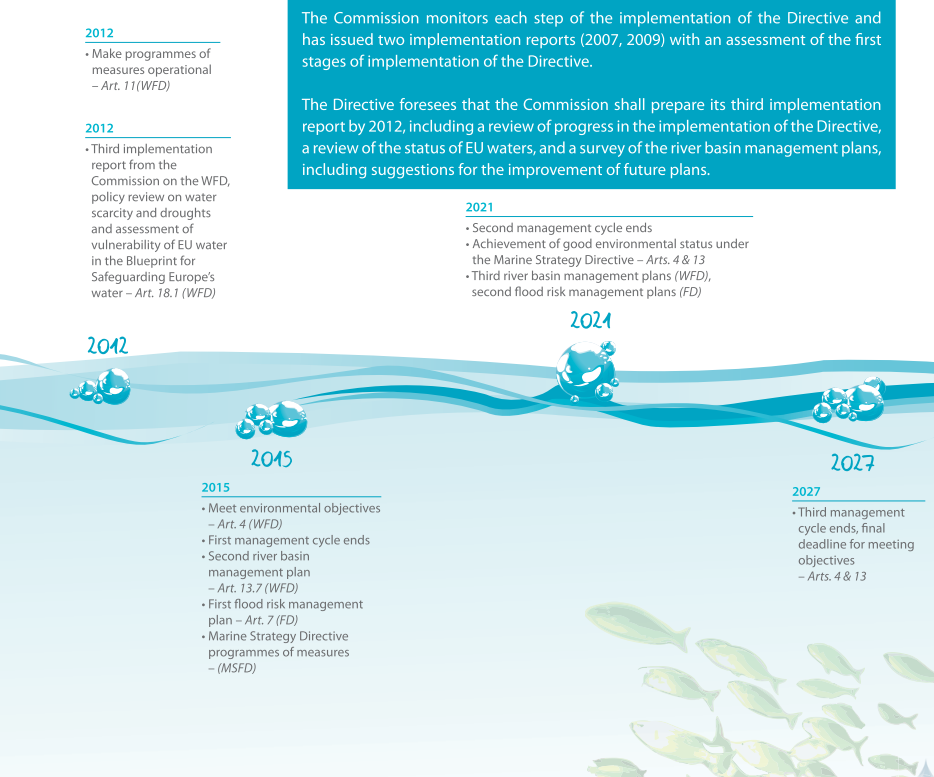 The Commission monitors each step of the implementation of the Directive and
has issued two implementation reports (2007, 2009) with an assessment of the first
stages of implementation of the Directive.
The Directive foresees that the Commission shall prepare its third implementation
report by 2012, including a review of progress in the implementation of the Directive,
a review of the status of EU waters, and a survey of the river basin management plans,
including suggestions for the improvement of future plans.
2012
• Make programmes of
measures operational
– Art. 11(WFD)
2012
• Third implementation
report from the
Commission on the WFD,
policy review on water
scarcity and droughts
and assessment of
vulnerability of EU water
in the Blueprint for
Safeguarding Europe's
water – Art. 18.1 (WFD)
2012
2015
2015
• Meet environmental objectives
– Art. 4 (WFD)
• First management cycle ends
• Second river basin
management plan
– Art. 13.7 (WFD)
• First flood risk management
plan – Art. 7 (FD)
• Marine Strategy Directive
programmes of measures
– (MSFD)
2021
• Second management cycle ends
• Achievement of good environmental status under
the Marine Strategy Directive – Arts. 4 & 13
• Third river basin management plans (WFD),
second flood risk management plans (FD)
2021
2027
2027
• Third management
cycle ends, final
deadline for meeting
objectives
– Arts. 4 & 13